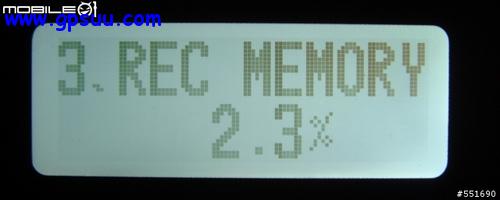 MOBILE01
www.gpsuu.com
3.REC MEMORY
2.3%
#551690